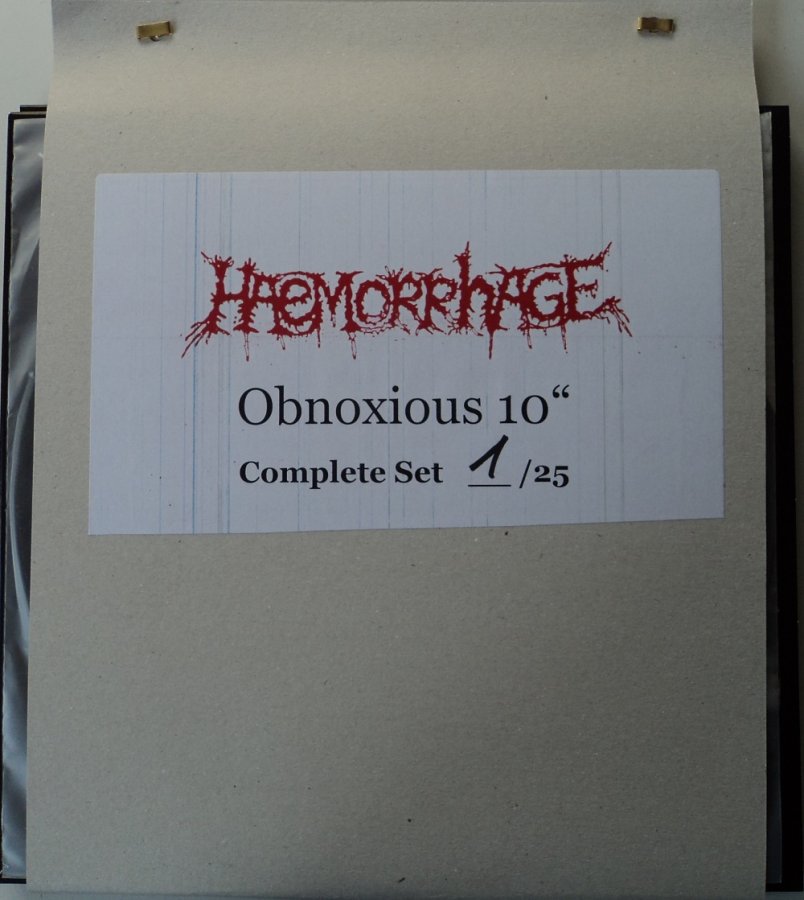 HAEMORRHAGE
Obnoxious 10“
Complete Set 1 /25